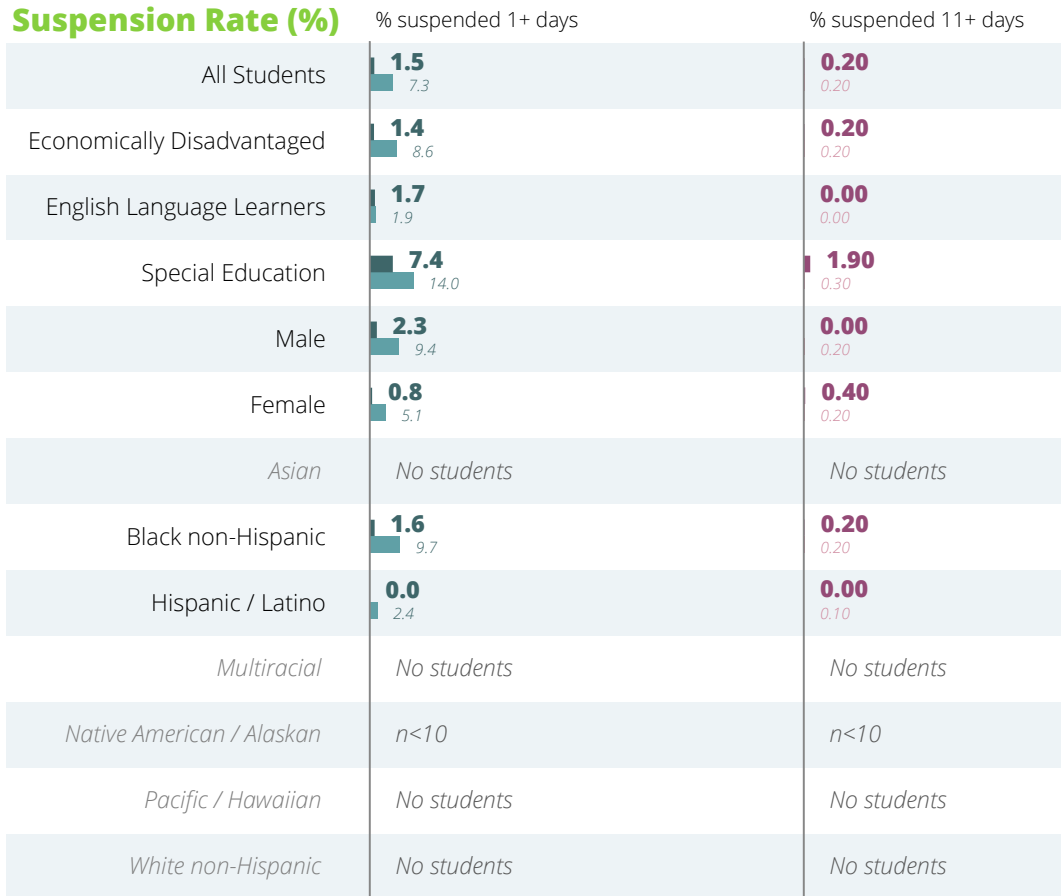 Suspension Rate (%) % suspended 1+ days % suspended 11+ days
All Students 1.5 0.20
7.3 0.20
Economically Disadvantaged 1.4 0.20
8.6 0.20
English Language Learners 1.7 0.00
1.9 0.00
Special Education 7.4 1.90
14.0 0.30
Male 2.3 0.00
9.4 0.20
Female 0.8 0.40
5.1 0.20
Asian No students No students
Black non-Hispanic 1.6 0.20
9.7 0.20
Hispanic / Latino 0.0 0.00
2.4 0.10
Multiracial No students No students
Native American / Alaskan n<10 n<10
Pacific / Hawaiian No students No students
White non-Hispanic No students No students